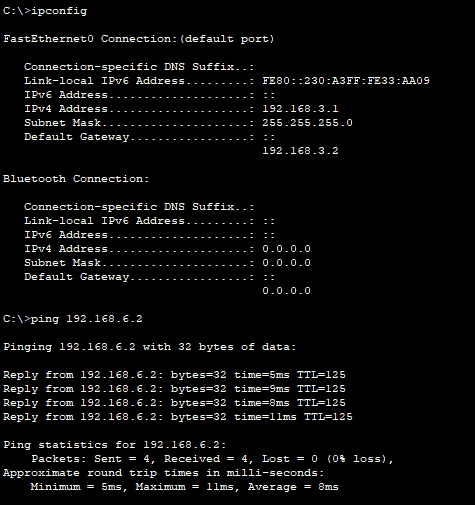 C:\>ipconfig
FastEthernet0 Connection:(default port)
Connection-specific DNS Suffix..:
Link-local IPv6 Address.........: FE80::230:A3FF:FE33:AA09
IPv6 Address....................: ::
IPv4 Address....................: 192.168.3.1
Subnet Mask.....................: 255.255.255.0
Default Gateway.................: ::
192.168.3.2
Bluetooth Connection:
Connection-specific DNS Suffix..:
Link-local IPv6 Address.........: ::
IPv6 Address....................: ::
IPv4 Address....................: 0.0.0.0
Subnet Mask.....................: 0.0.0.0
Default Gateway.................: ::
0.0.0.0
C:\>ping 192.168.6.2
Pinging 192.168.6.2 with 32 bytes of data:
Reply from 192.168.6.2: bytes=32 time=5ms TTL=125
Reply from 192.168.6.2: bytes=32 time=9ms TTL=125
Reply from 192.168.6.2: bytes=32 time=8ms TTL=125
Reply from 192.168.6.2: bytes=32 time=11ms TTL=125
Ping statistics for 192.168.6.2:
Packets: Sent = 4, Received = 4, Lost = 0 (0% loss),
Approximate round trip times in milli-seconds:
Minimum = 5ms, Maximum = 11ms, Average = 8ms